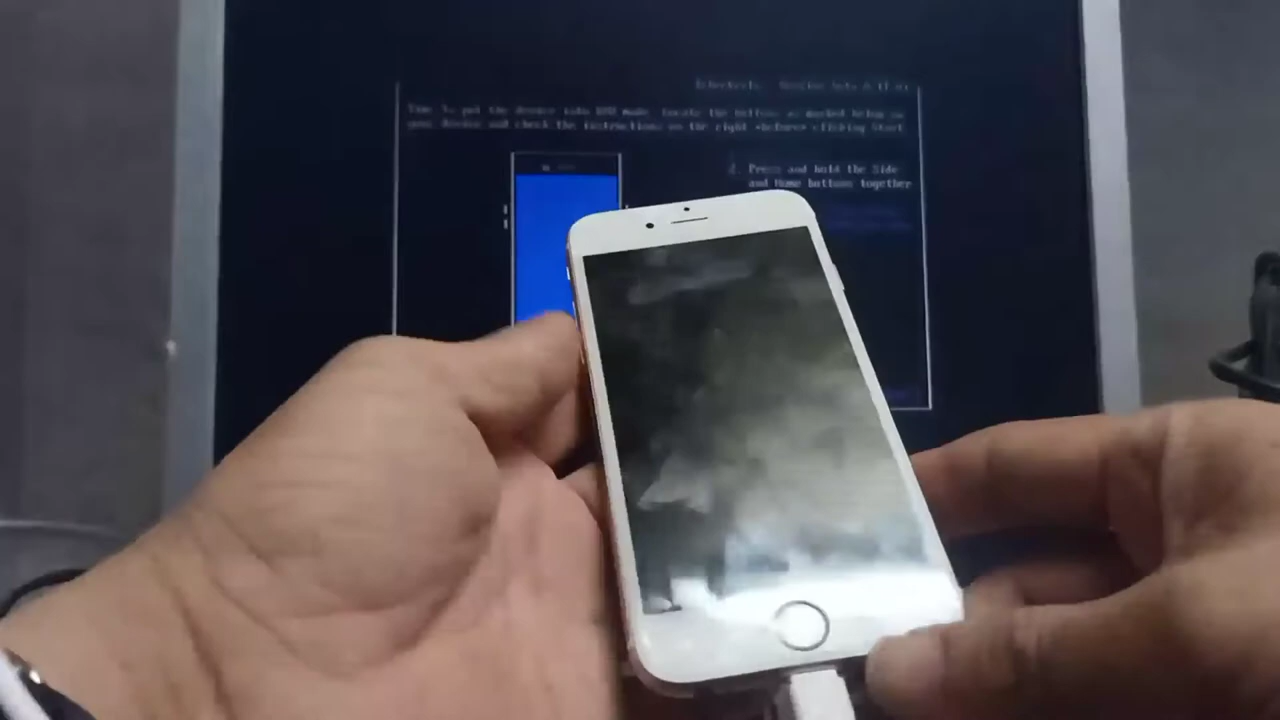 Time to put the device into DFU mode. Locate the buttons as marked below on
your device and check the instructions on the right <before> clicking Start
2. Press and hold the Side
and Home buttons together